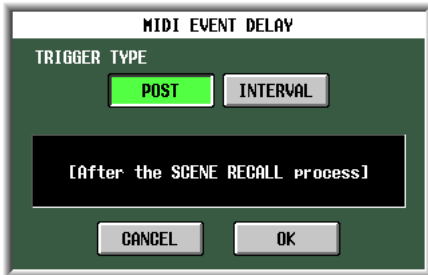 MIDI EVENT DELAY
TRIGGER TYPE
POST INTERVAL
[After the SCENE RECALL process]
CANCEL OK